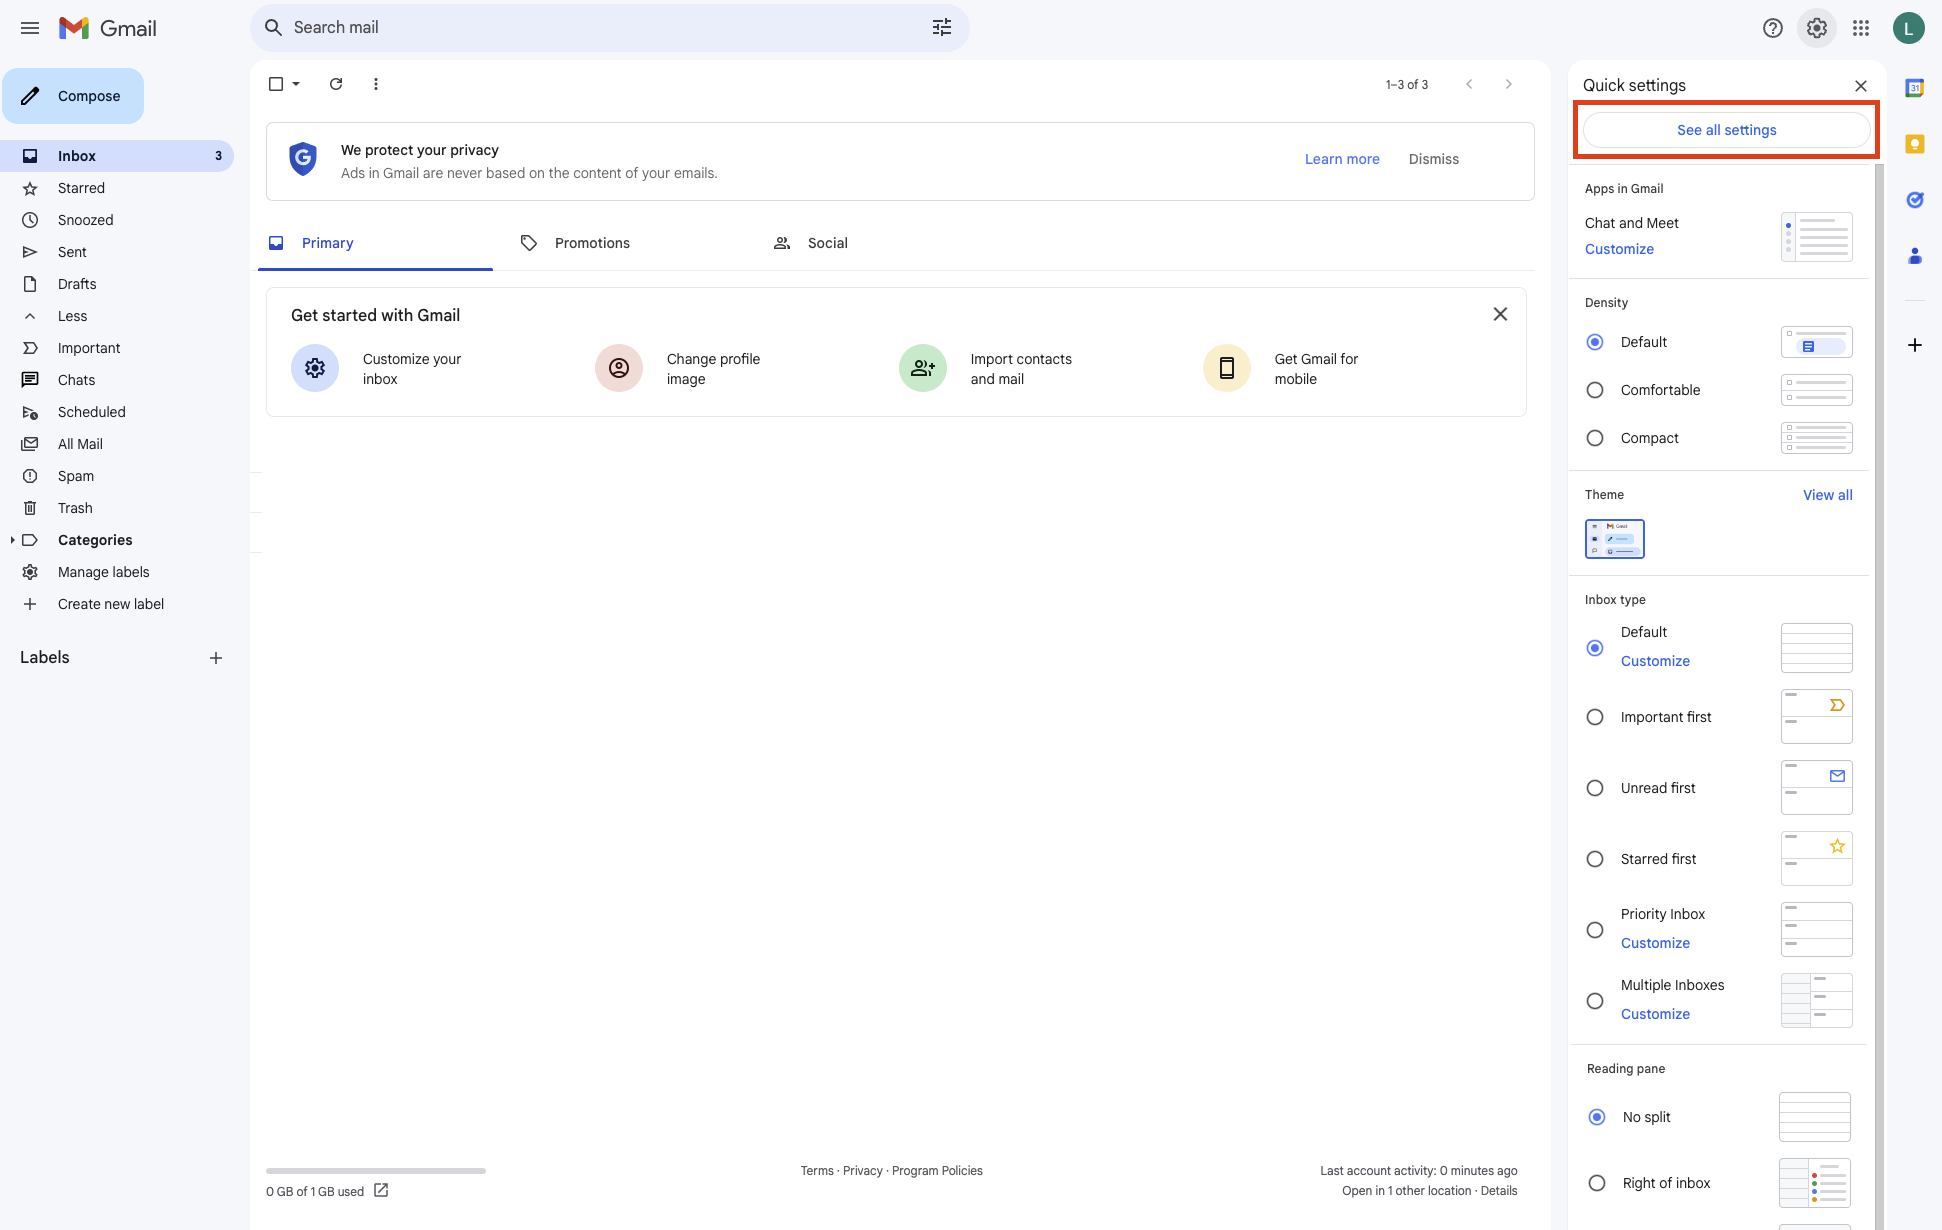 Gmail
Search mail
L
Compose
Inbox 3
Starred
Snoozed
Sent
Drafts
Less
Important
Chats
Scheduled
All Mail
Spam
Trash
Categories
Manage labels
Create new label
Labels
1–3 of 3
G
We protect your privacy
Ads in Gmail are never based on the content of your emails.
Learn more
Dismiss
Primary
Promotions
Social
Get started with Gmail
Customize your
inbox
Change profile
image
Import contacts
and mail
Get Gmail for
mobile
0 GB of 1 GB used
Terms · Privacy · Program Policies
Last account activity: 0 minutes ago
Open in 1 other location · Details
Quick settings
See all settings
Apps in Gmail
Chat and Meet
Customize
Density
Default
Comfortable
Compact
Theme
View all
Gmail
Inbox type
Default
Customize
Important first
Unread first
Starred first
Priority Inbox
Customize
Multiple Inboxes
Customize
Reading pane
No split
Right of inbox
31